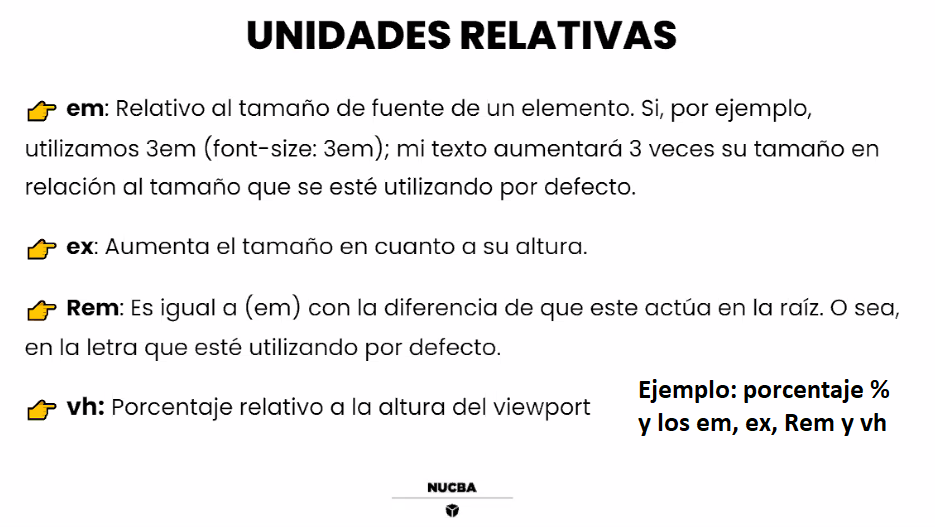 UNIDADES RELATIVAS
em: Relativo al tamaño de fuente de un elemento. Si, por ejemplo,
utilizamos 3em (font-size: 3em); mi texto aumentará 3 veces su tamaño en
relación al tamaño que se esté utilizando por defecto.
ex: Aumenta el tamaño en cuanto a su altura.
Rem: Es igual a (em) con la diferencia de que este actúa en la raíz. O sea,
en la letra que esté utilizando por defecto.
vh: Porcentaje relativo a la altura del viewport
Ejemplo: porcentaje %
y los em, ex, Rem y vh
NUCBA